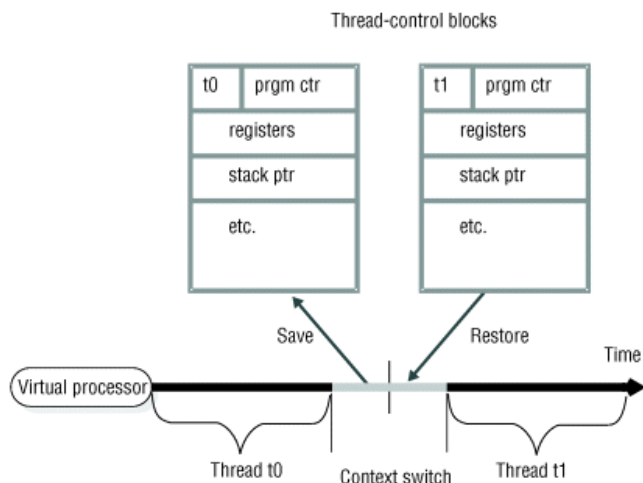 Thread-control blocks
t0 prgm ctr
registers
stack ptr
etc.
t1 prgm ctr
registers
stack ptr
etc.
Save
Restore
Time
Virtual processor
Thread t0
Context switch
Thread t1